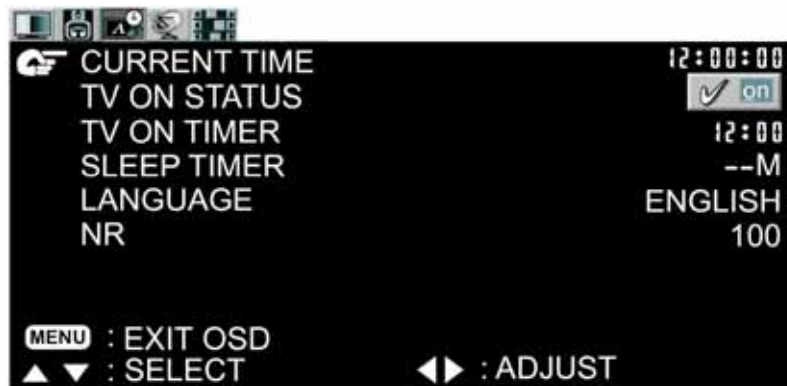 CURRENT TIME 12:00:00
TV ON STATUS on
TV ON TIMER 12:00
SLEEP TIMER --M
LANGUAGE ENGLISH
NR 100
MENU : EXIT OSD
▲ ▼ : SELECT ◀▶ : ADJUST